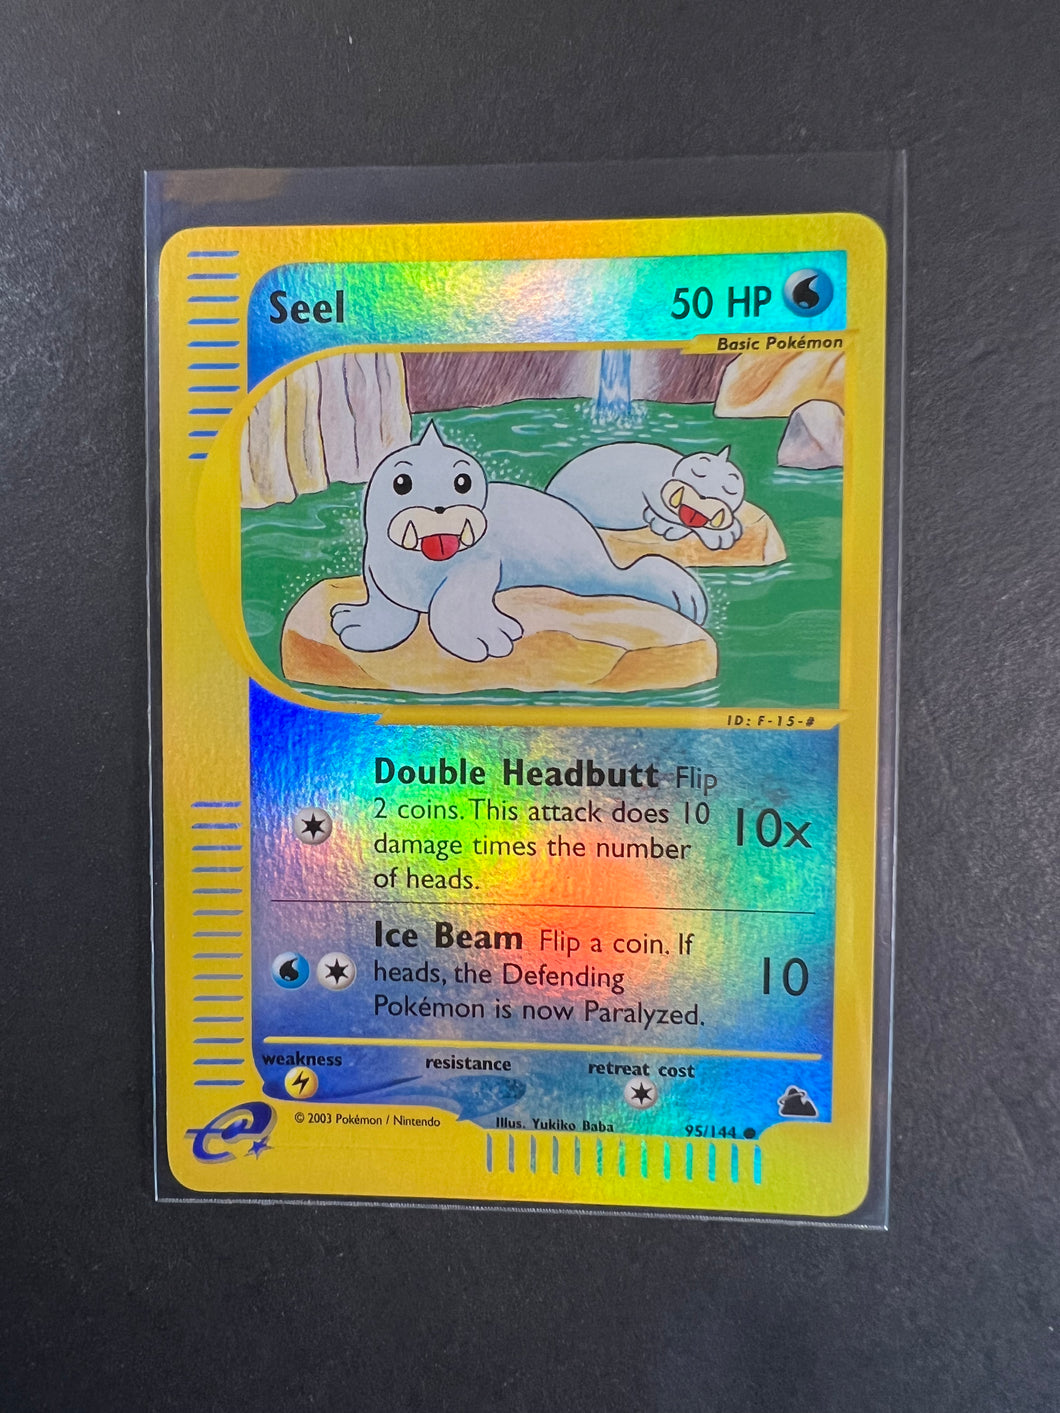 Seel
50 HP
Basic Pokémon
ID: F-15-#
Double Headbutt Flip
2 coins. This attack does 10
damage times the number
of heads.
10x
Ice Beam Flip a coin. If
heads, the Defending
Pokémon is now Paralyzed.
10
weakness resistance retreat cost
© 2003 Pokémon / Nintendo
Illus. Yukiko Baba
95/144
e